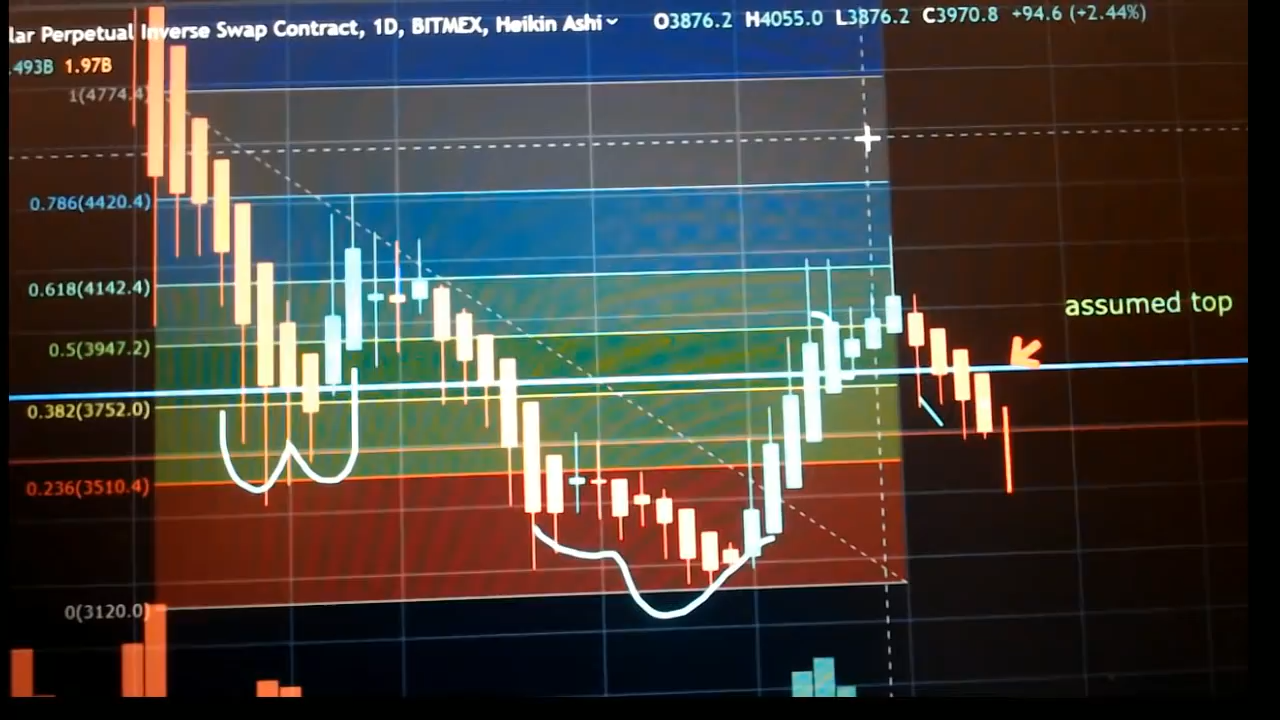 lar Perpetual Inverse Swap Contract, 1D, BITMEX, Heikin Ashi O3876.2 H4055.0 L3876.2 C3970.8 +94.6 (+2.44%)
.493B 1.97B
1(4774.4)
0.786(4420.4)
0.618(4142.4)
assumed top
0.5(3947.2)
0.382(3752.0)
0.236(3510.4)
0(3120.0)